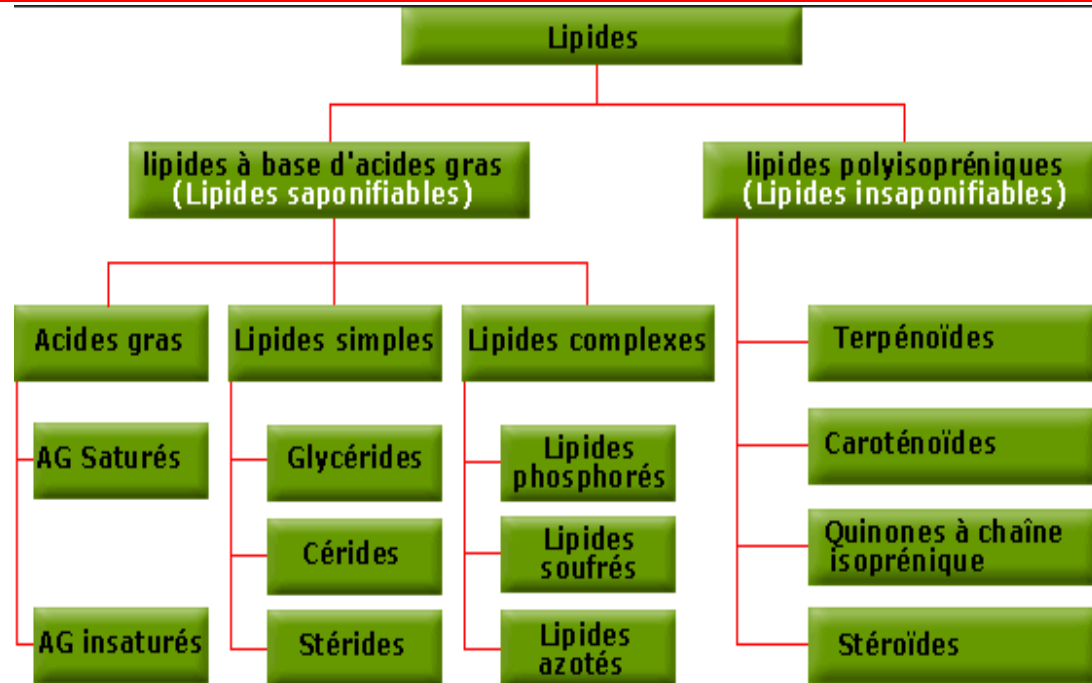 Lipides
lipides à base d'acides gras
(Lipides saponifiables)
lipides polyisopréniques
(Lipides insaponifiables)
Acides gras
Lipides simples
Lipides complexes
AG Saturés
AG insaturés
Glycérides
Cérides
Stérides
Lipides
phosphorés
Lipides
soufrés
Lipides
azotés
Terpénoïdes
Caroténoïdes
Quinones à chaîne
isoprénique
Stéroïdes